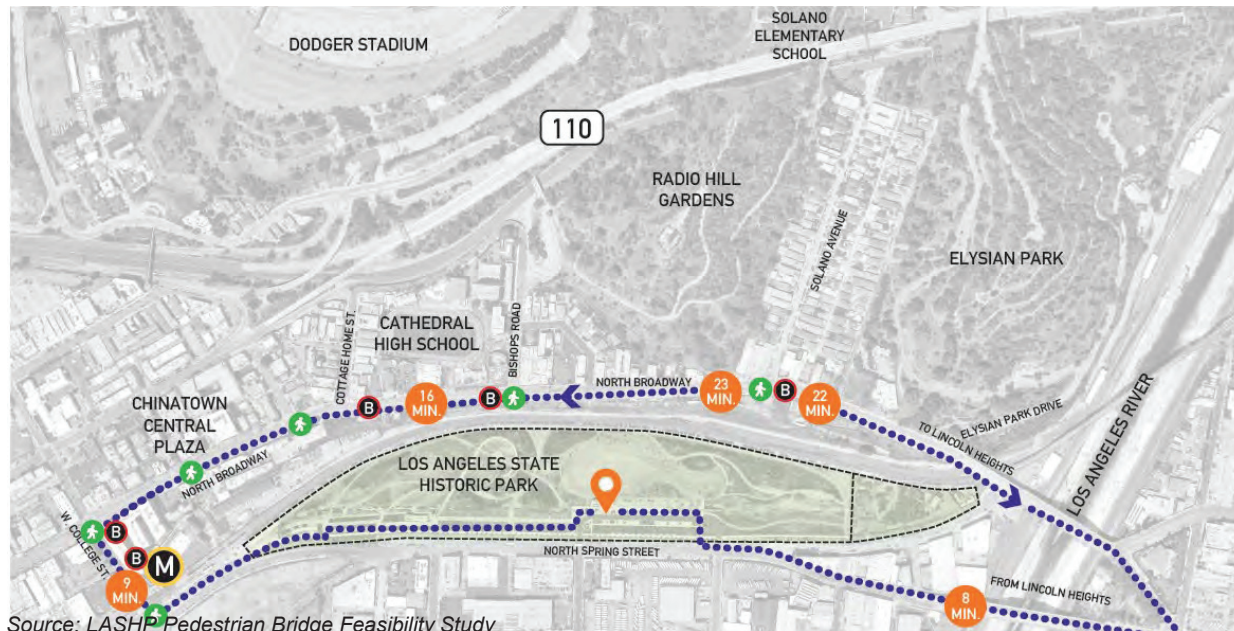 DODGER STADIUM
SOLANO
ELEMENTARY
SCHOOL
110
RADIO HILL
GARDENS
SOLANO AVENUE
ELYSIAN PARK
COTTAGE HOME ST.
CATHEDRAL
HIGH SCHOOL
BISHOPS ROAD
NORTH BROADWAY
23
MIN.
B
22
MIN.
B
16
MIN.
B
CHINATOWN
CENTRAL
PLAZA
NORTH BROADWAY
TO LINCOLN HEIGHTS
ELYSIAN PARK DRIVE
LOS ANGELES RIVER
LOS ANGELES STATE
HISTORIC PARK
NORTH SPRING STREET
B
B
M
W. COLLEGE ST.
9
MIN.
FROM LINCOLN HEIGHTS
8
MIN.
Source: LASHP Pedestrian Bridge Feasibility Study